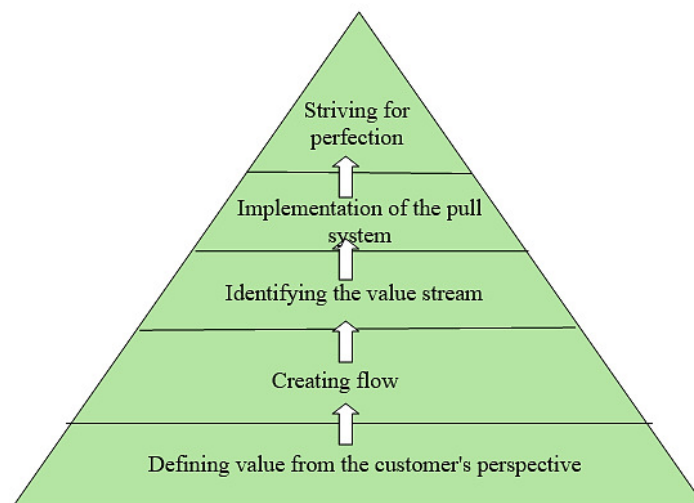 Striving for
perfection
Implementation of the pull
system
Identifying the value stream
Creating flow
Defining value from the customer's perspective